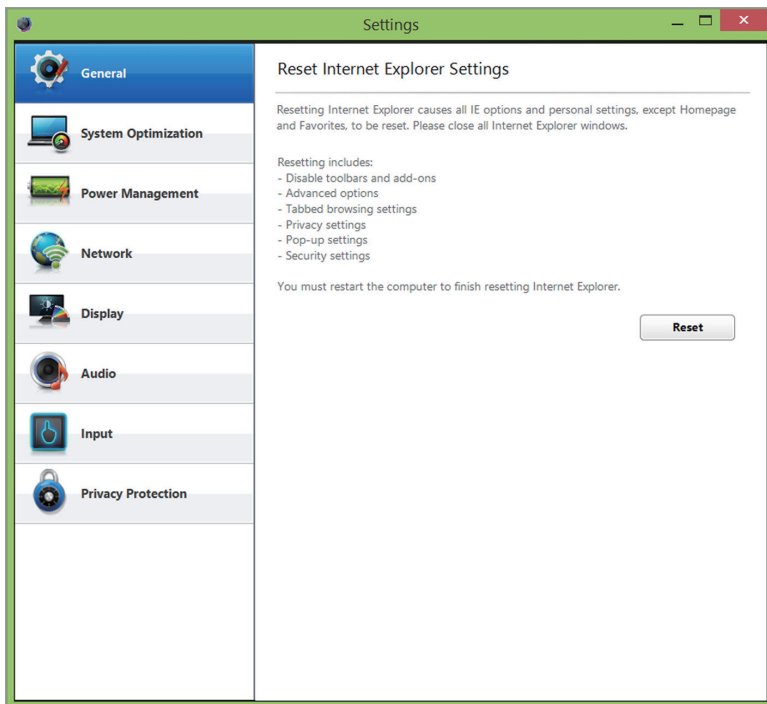 Settings
General
System Optimization
Power Management
Network
Display
Audio
Input
Privacy Protection
Reset Internet Explorer Settings
Resetting Internet Explorer causes all IE options and personal settings, except Homepage
and Favorites, to be reset. Please close all Internet Explorer windows.
Resetting includes:
- Disable toolbars and add-ons
- Advanced options
- Tabbed browsing settings
- Privacy settings
- Pop-up settings
- Security settings
You must restart the computer to finish resetting Internet Explorer.
Reset